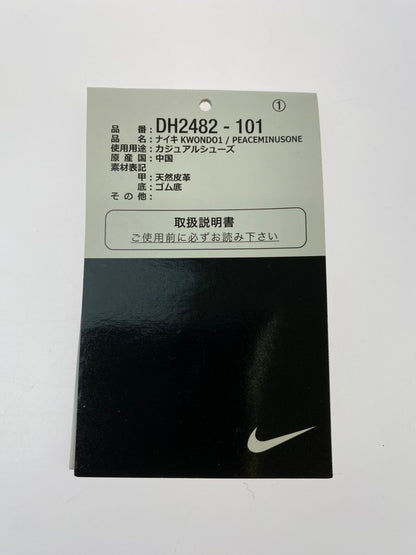 ①
品番：DH2482 - 101
品名：ナイキ KWONDO1 / PEACEMINUSONE
使用用途：カジュアルシューズ
原産国：中国
素材表記
甲：天然皮革
底：ゴム底
その他：
取扱説明書
ご使用前に必ずお読み下さい